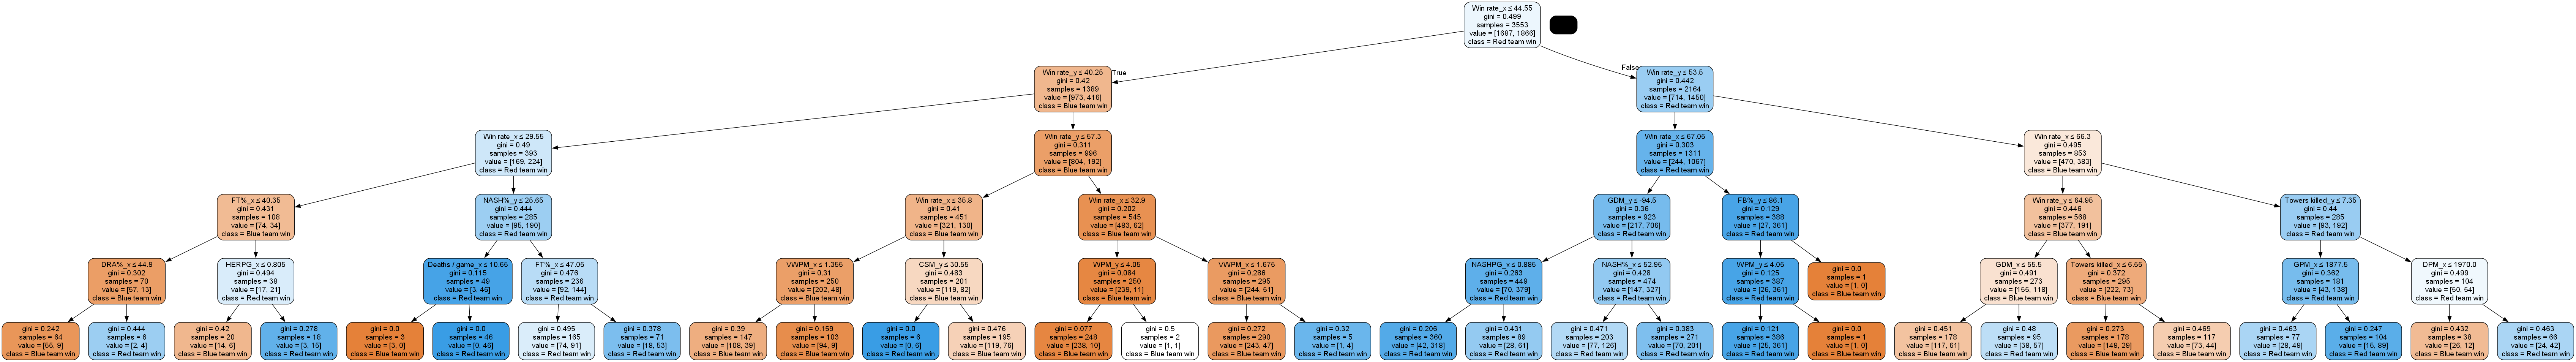 Win rate_x ≤ 44.55
gini = 0.499
samples = 3553
value = [1687, 1866]
class = Red team win
True
False
Win rate_y ≤ 40.25
gini = 0.42
samples = 1389
value = [973, 416]
class = Blue team win
Win rate_y ≤ 53.5
gini = 0.442
samples = 2164
value = [714, 1450]
class = Red team win
Win rate_x ≤ 29.55
gini = 0.49
samples = 393
value = [169, 224]
class = Red team win
Win rate_y ≤ 57.3
gini = 0.311
samples = 996
value = [804, 192]
class = Blue team win
Win rate_x ≤ 67.05
gini = 0.303
samples = 1311
value = [244, 1067]
class = Red team win
Win rate_x ≤ 66.3
gini = 0.495
samples = 853
value = [470, 383]
class = Blue team win
FT%_x ≤ 40.35
gini = 0.431
samples = 108
value = [74, 34]
class = Blue team win
NASH%_y ≤ 25.65
gini = 0.444
samples = 285
value = [95, 190]
class = Red team win
Win rate_x ≤ 35.8
gini = 0.41
samples = 451
value = [321, 130]
class = Blue team win
Win rate_x ≤ 32.9
gini = 0.202
samples = 545
value = [483, 62]
class = Blue team win
GDM_y ≤ -94.5
gini = 0.36
samples = 923
value = [217, 706]
class = Red team win
FB%_y ≤ 86.1
gini = 0.129
samples = 388
value = [27, 361]
class = Red team win
Win rate_y ≤ 64.95
gini = 0.446
samples = 568
value = [377, 191]
class = Blue team win
Towers killed_y ≤ 7.35
gini = 0.44
samples = 285
value = [93, 192]
class = Red team win
DRA%_x ≤ 44.9
gini = 0.302
samples = 70
value = [57, 13]
class = Blue team win
HERPG_x ≤ 0.805
gini = 0.494
samples = 38
value = [17, 21]
class = Red team win
Deaths / game_x ≤ 10.65
gini = 0.115
samples = 49
value = [3, 46]
class = Red team win
FT%_x ≤ 47.05
gini = 0.476
samples = 236
value = [92, 144]
class = Red team win
VWPM_x ≤ 1.355
gini = 0.31
samples = 250
value = [202, 48]
class = Blue team win
CSM_y ≤ 30.55
gini = 0.483
samples = 201
value = [119, 82]
class = Blue team win
WPM_y ≤ 4.05
gini = 0.084
samples = 250
value = [239, 11]
class = Blue team win
VWPM_x ≤ 1.675
gini = 0.286
samples = 295
value = [244, 51]
class = Blue team win
NASHPG_x ≤ 0.885
gini = 0.263
samples = 449
value = [70, 379]
class = Red team win
NASH%_x ≤ 52.95
gini = 0.428
samples = 474
value = [147, 327]
class = Red team win
WPM_y ≤ 4.05
gini = 0.125
samples = 387
value = [26, 361]
class = Red team win
gini = 0.0
samples = 1
value = [1, 0]
class = Blue team win
GDM_x ≤ 55.5
gini = 0.491
samples = 273
value = [155, 118]
class = Blue team win
Towers killed_x ≤ 6.55
gini = 0.372
samples = 295
value = [222, 73]
class = Blue team win
GPM_x ≤ 1877.5
gini = 0.362
samples = 181
value = [43, 138]
class = Red team win
DPM_x ≤ 1970.0
gini = 0.499
samples = 104
value = [50, 54]
class = Red team win
gini = 0.242
samples = 64
value = [55, 9]
class = Blue team win
gini = 0.444
samples = 6
value = [2, 4]
class = Red team win
gini = 0.42
samples = 20
value = [14, 6]
class = Blue team win
gini = 0.278
samples = 18
value = [3, 15]
class = Red team win
gini = 0.0
samples = 3
value = [3, 0]
class = Blue team win
gini = 0.0
samples = 46
value = [0, 46]
class = Red team win
gini = 0.495
samples = 165
value = [74, 91]
class = Red team win
gini = 0.378
samples = 71
value = [18, 53]
class = Red team win
gini = 0.39
samples = 147
value = [108, 39]
class = Blue team win
gini = 0.159
samples = 103
value = [94, 9]
class = Blue team win
gini = 0.0
samples = 6
value = [0, 6]
class = Red team win
gini = 0.476
samples = 195
value = [119, 76]
class = Blue team win
gini = 0.077
samples = 248
value = [238, 10]
class = Blue team win
gini = 0.5
samples = 2
value = [1, 1]
class = Blue team win
gini = 0.272
samples = 290
value = [243, 47]
class = Blue team win
gini = 0.32
samples = 5
value = [1, 4]
class = Red team win
gini = 0.206
samples = 360
value = [42, 318]
class = Red team win
gini = 0.431
samples = 89
value = [28, 61]
class = Red team win
gini = 0.471
samples = 203
value = [77, 126]
class = Red team win
gini = 0.383
samples = 271
value = [70, 201]
class = Red team win
gini = 0.121
samples = 386
value = [25, 361]
class = Red team win
gini = 0.0
samples = 1
value = [1, 0]
class = Blue team win
gini = 0.451
samples = 178
value = [117, 61]
class = Blue team win
gini = 0.48
samples = 95
value = [38, 57]
class = Red team win
gini = 0.273
samples = 178
value = [149, 29]
class = Blue team win
gini = 0.469
samples = 117
value = [73, 44]
class = Blue team win
gini = 0.463
samples = 77
value = [28, 49]
class = Red team win
gini = 0.247
samples = 104
value = [15, 89]
class = Red team win
gini = 0.432
samples = 38
value = [26, 12]
class = Blue team win
gini = 0.463
samples = 66
value = [24, 42]
class = Red team win